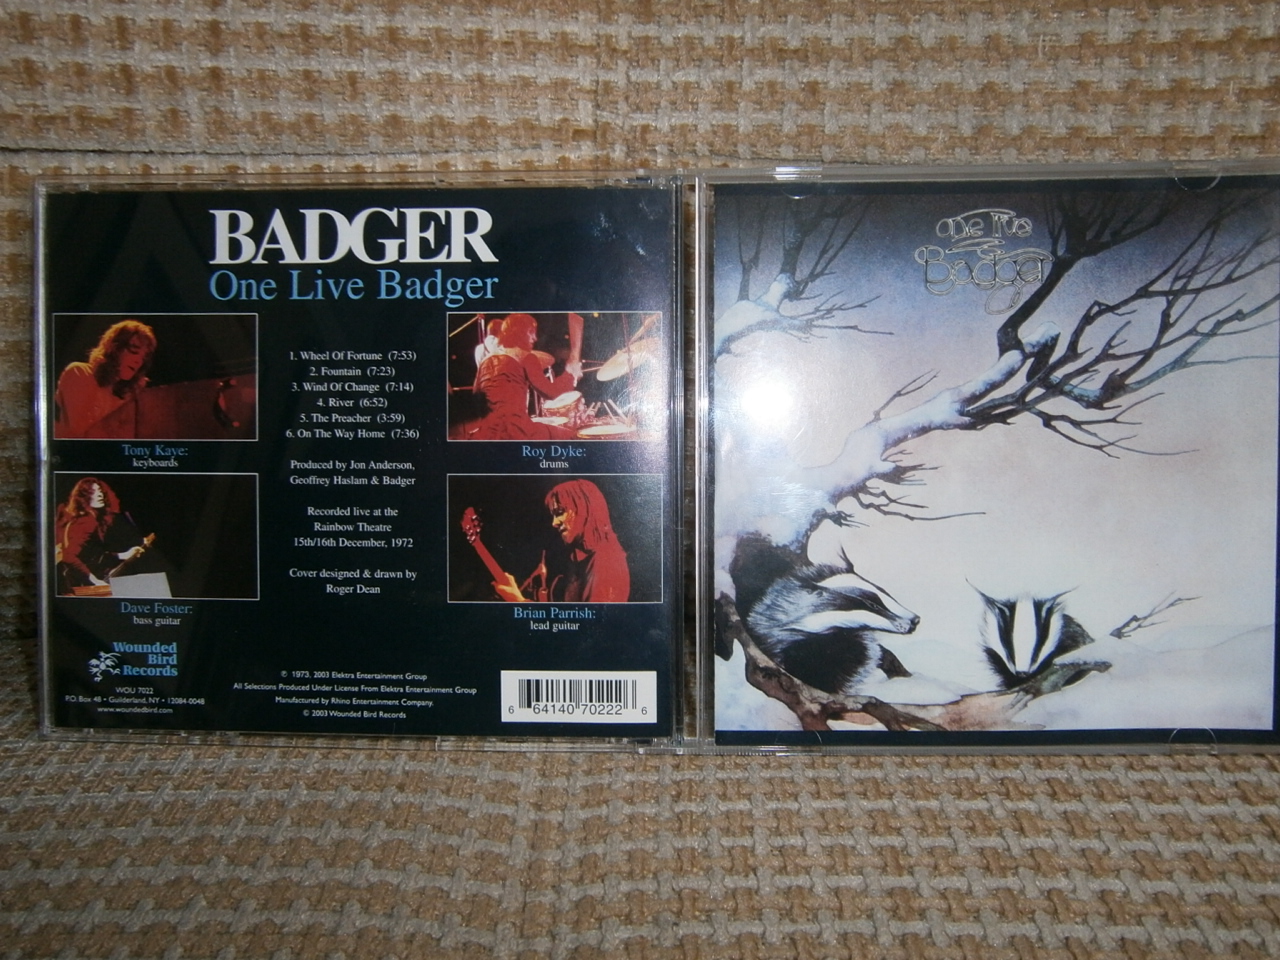 BADGER
One Live Badger
1. Wheel Of Fortune (7:53)
2. Fountain (7:23)
3. Wind Of Change (7:14)
4. River (6:52)
5. The Preacher (3:59)
6. On The Way Home (7:36)
Tony Kaye:
keyboards
Roy Dyke:
drums
Produced by Jon Anderson,
Geoffrey Haslam & Badger
Recorded live at the
Rainbow Theatre
15th/16th December, 1972
Cover designed & drawn by
Roger Dean
Dave Foster:
bass guitar
Brian Parrish:
lead guitar
Wounded
Bird
Records
WOU 7022
P.O. Box 48 • Guilderland, NY • 12084-0048
www.woundedbird.com
℗ 1973, 2003 Elektra Entertainment Group
All Selections Produced Under License From Elektra Entertainment Group
Manufactured by Rhino Entertainment Company.
© 2003 Wounded Bird Records
6 64140 70222 6
One Live
Badger